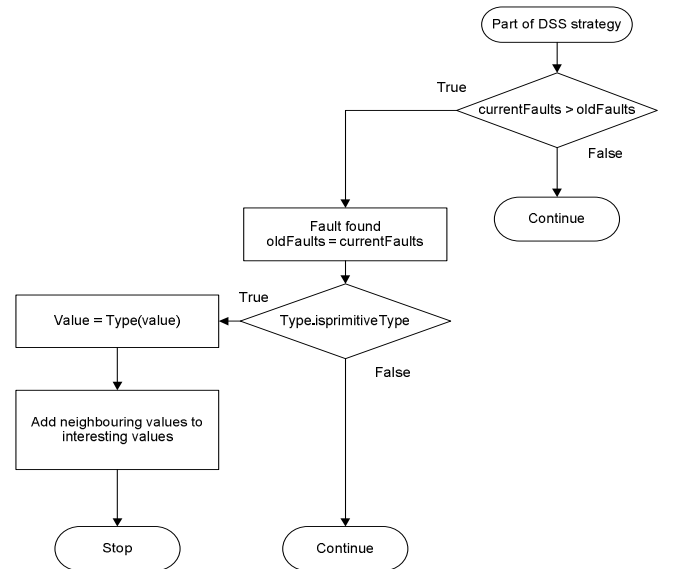 Part of DSS strategy
True
currentFaults > oldFaults
False
Continue
Fault found
oldFaults = currentFaults
True
Value = Type(value)
Type.isprimitiveType
False
Add neighbouring values to
interesting values
Stop
Continue